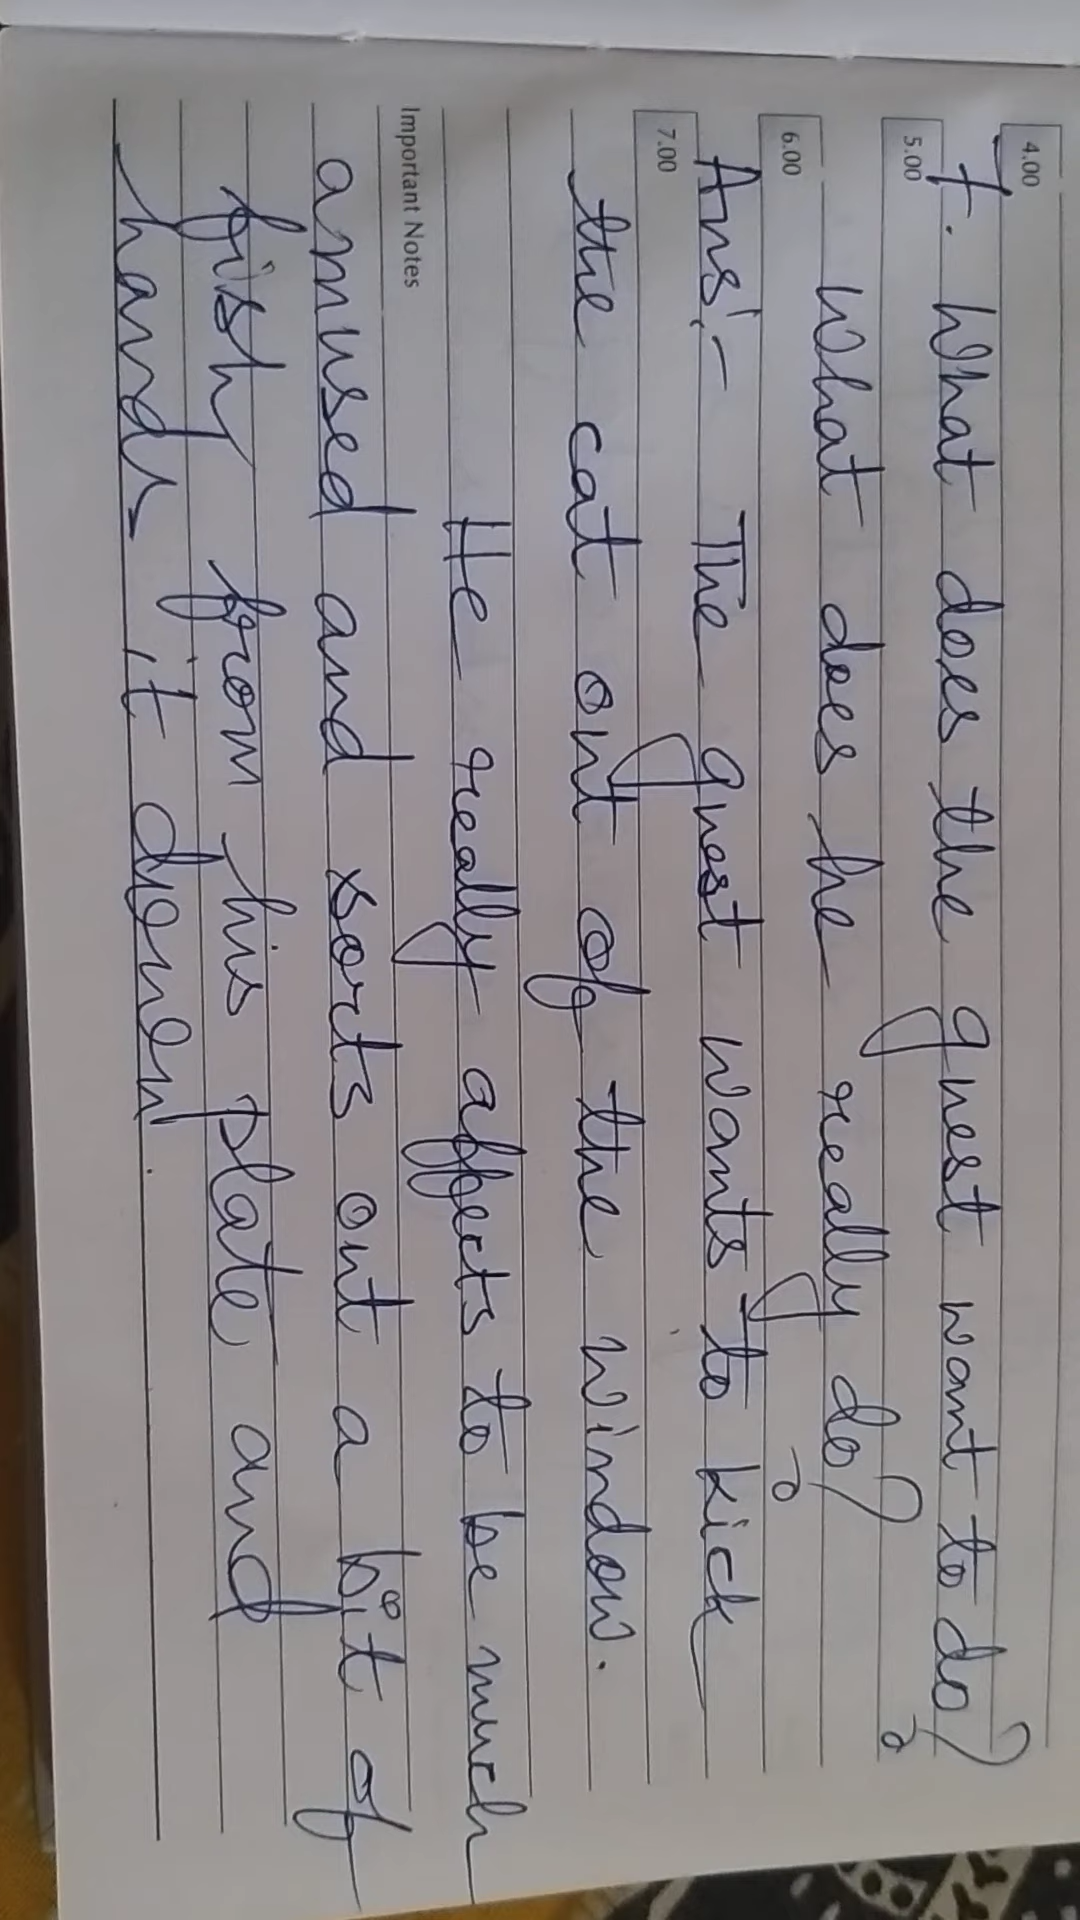 4.00
7. What does the guest want to do?
5.00
What does he really do?
6.00
Ans:- The guest wants to kick
7.00
the cat out of the window.
He really affects to be much
Important Notes
amused and sorts out a bit of
fish from his plate and
hands it down.